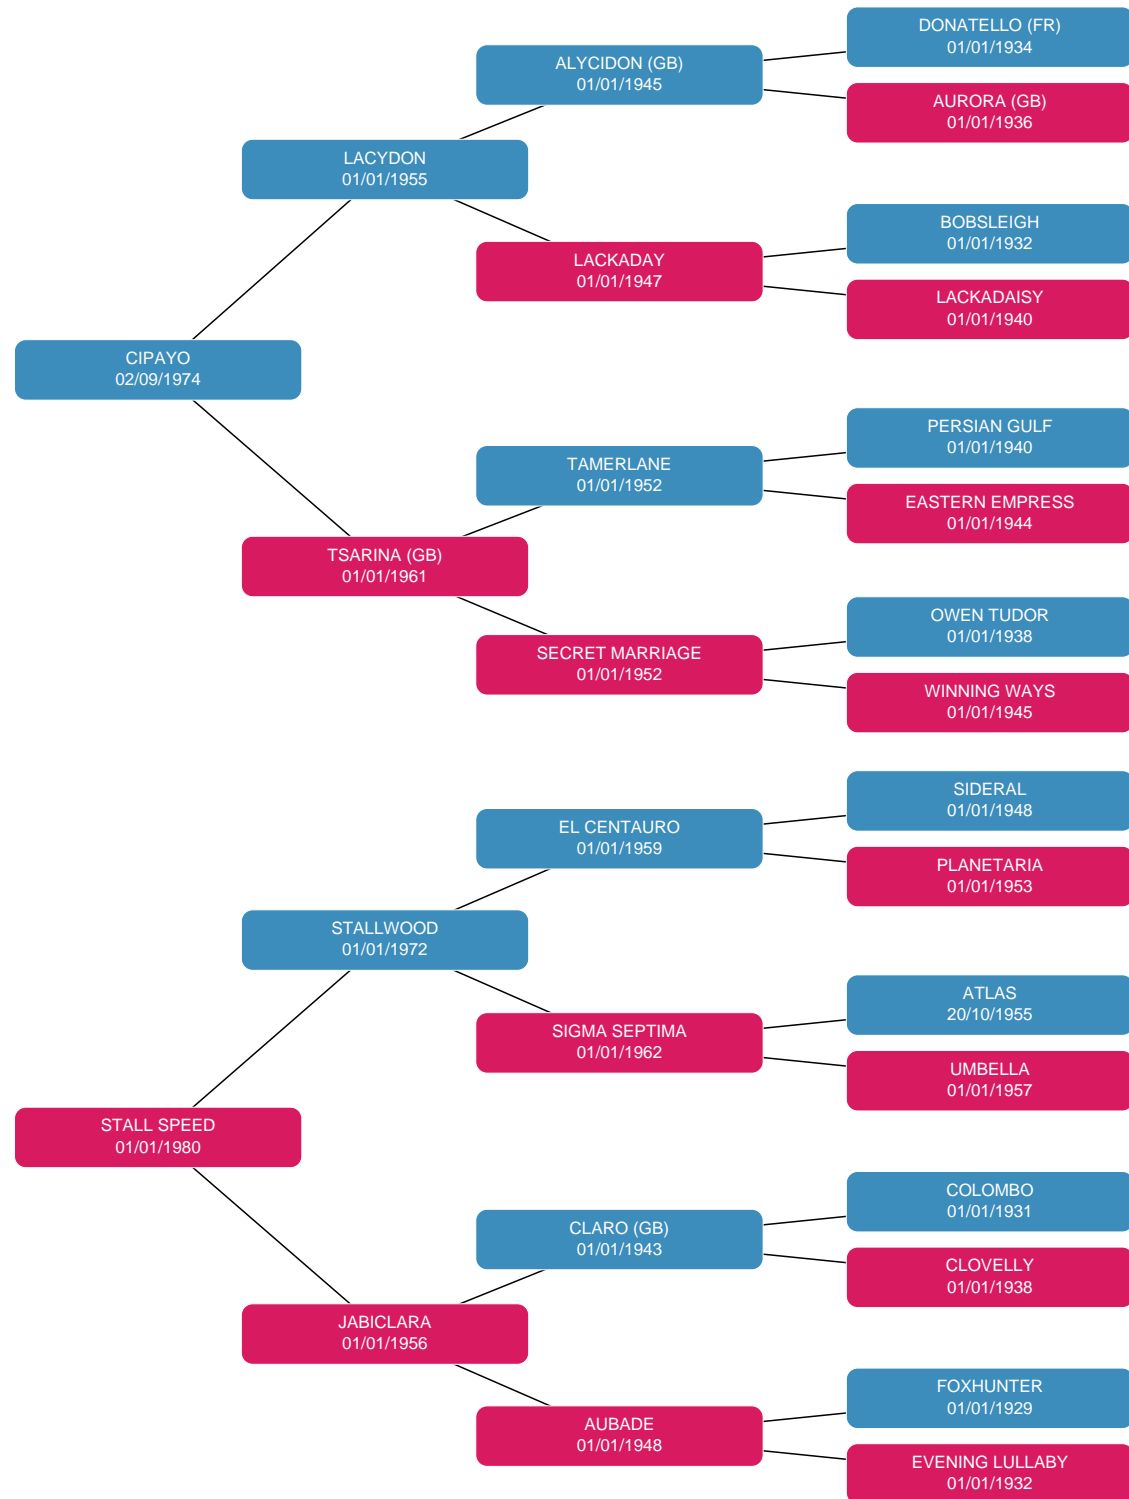 DONATELLO (FR)
01/01/1934
ALYCIDON (GB)
01/01/1945
AURORA (GB)
01/01/1936
LACYDON
01/01/1955
BOBSLEIGH
01/01/1932
LACKADAY
01/01/1947
LACKADAISY
01/01/1940
CIPAYO
02/09/1974
PERSIAN GULF
01/01/1940
TAMERLANE
01/01/1952
EASTERN EMPRESS
01/01/1944
TSARINA (GB)
01/01/1961
OWEN TUDOR
01/01/1938
SECRET MARRIAGE
01/01/1952
WINNING WAYS
01/01/1945
SIDERAL
01/01/1948
EL CENTAURO
01/01/1959
PLANETARIA
01/01/1953
STALLWOOD
01/01/1972
ATLAS
20/10/1955
SIGMA SEPTIMA
01/01/1962
UMBELLA
01/01/1957
STALL SPEED
01/01/1980
COLOMBO
01/01/1931
CLARO (GB)
01/01/1943
CLOVELLY
01/01/1938
JABICLARA
01/01/1956
FOXHUNTER
01/01/1929
AUBADE
01/01/1948
EVENING LULLABY
01/01/1932